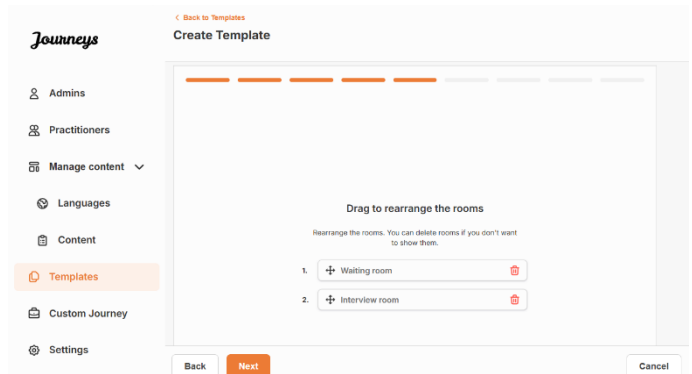 Journeys
Admins
Practitioners
Manage content
Languages
Content
Templates
Custom Journey
Settings
Back to Templates
Create Template
Drag to rearrange the rooms
Rearrange the rooms. You can delete rooms if you don't want
to show them.
1. Waiting room
2. Interview room
Back Next Cancel